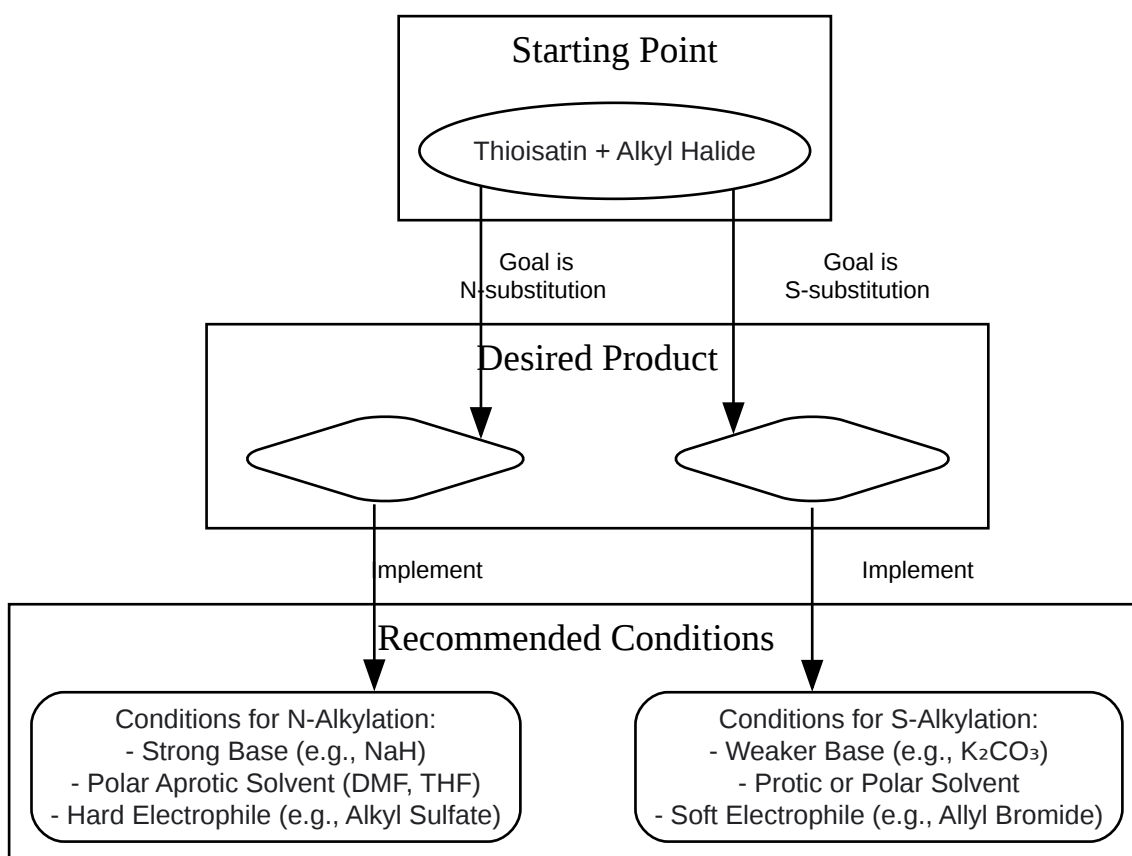 Starting Point
Thioisatin + Alkyl Halide
Goal is
N-substitution
Goal is
S-substitution
Desired Product
Implement
Implement
Recommended Conditions
Conditions for N-Alkylation:
- Strong Base (e.g., NaH)
- Polar Aprotic Solvent (DMF, THF)
- Hard Electrophile (e.g., Alkyl Sulfate)
Conditions for S-Alkylation:
- Weaker Base (e.g., K₂CO₃)
- Protic or Polar Solvent
- Soft Electrophile (e.g., Allyl Bromide)